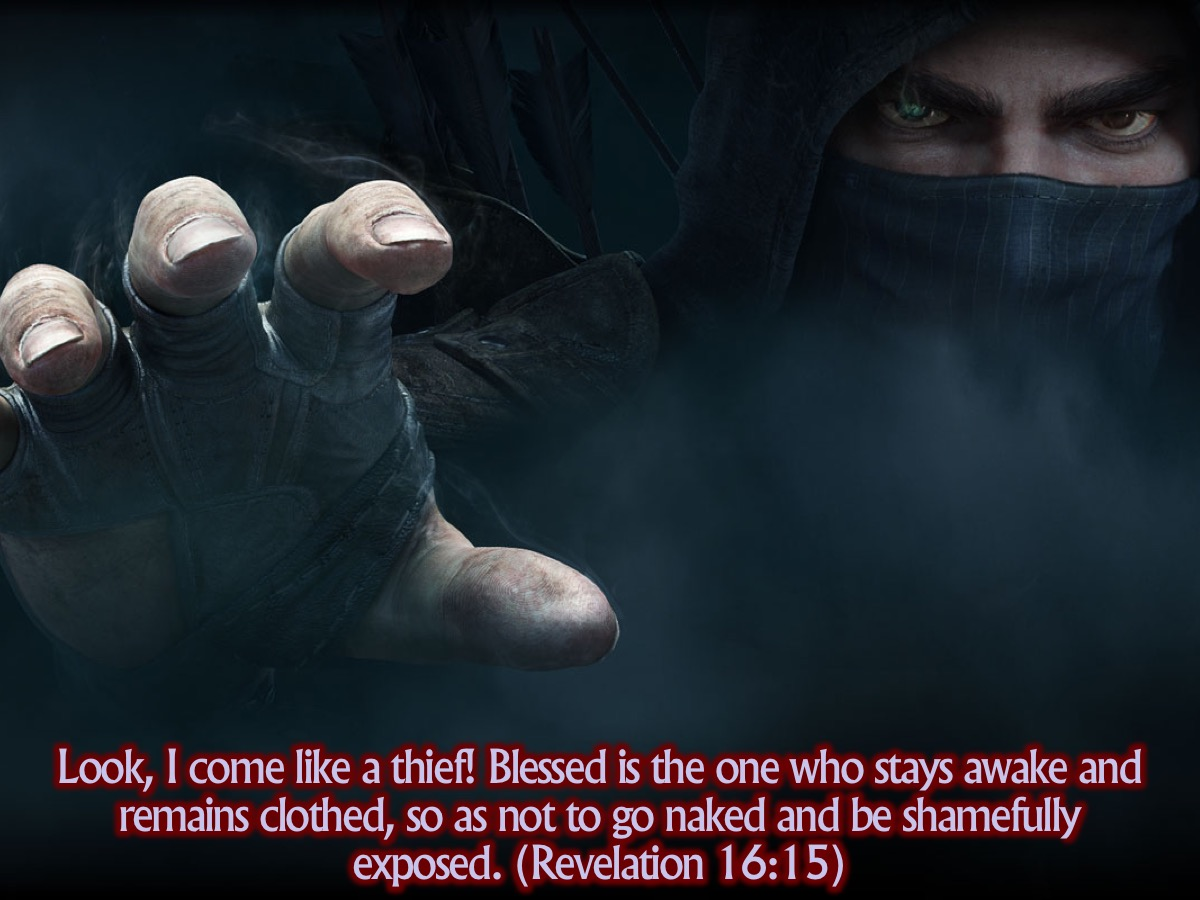 Look, I come like a thief! Blessed is the one who stays awake and
remains clothed, so as not to go naked and be shamefully
exposed. (Revelation 16:15)